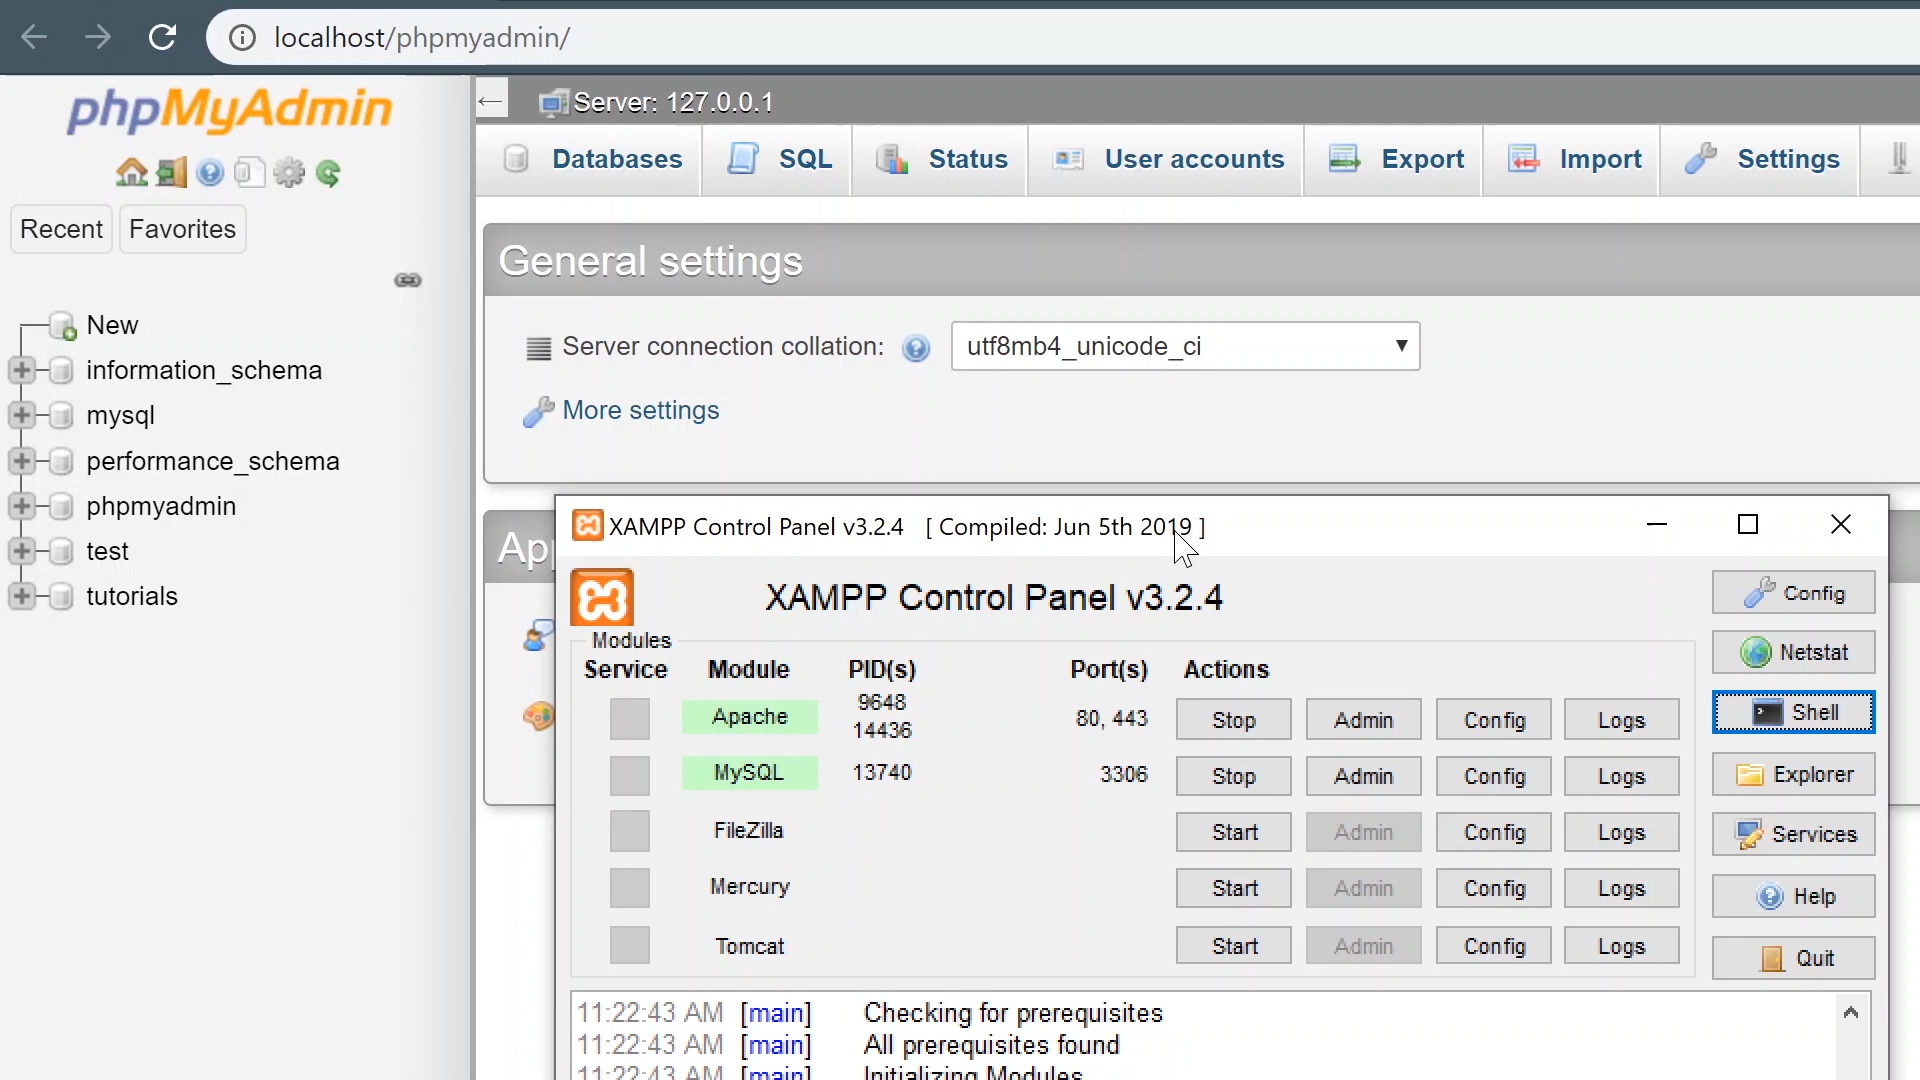 localhost/phpmyadmin/
phpMyAdmin
Recent Favorites
New
information_schema
mysql
performance_schema
phpmyadmin
test
tutorials
Server: 127.0.0.1
Databases SQL Status User accounts Export Import Settings
General settings
Server connection collation: utf8mb4_unicode_ci
More settings
App
XAMPP Control Panel v3.2.4 [ Compiled: Jun 5th 2019 ]
XAMPP Control Panel v3.2.4
Modules
Service Module PID(s) Port(s) Actions
Apache 9648 14436 80, 443 Stop Admin Config Logs
MySQL 13740 3306 Stop Admin Config Logs
FileZilla Start Admin Config Logs
Mercury Start Admin Config Logs
Tomcat Start Admin Config Logs
Config
Netstat
Shell
Explorer
Services
Help
Quit
11:22:43 AM [main] Checking for prerequisites
11:22:43 AM [main] All prerequisites found
11:22:43 AM [main] Initializing Modules